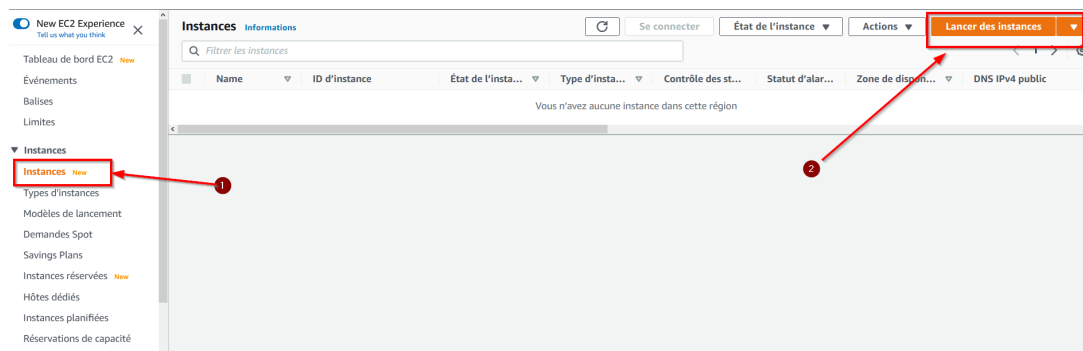 New EC2 Experience
Tell us what you think
Tableau de bord EC2 New
Événements
Balises
Limites
Instances
Instances New
Types d'instances
Modèles de lancement
Demandes Spot
Savings Plans
Instances réservées New
Hôtes dédiés
Instances planifiées
Réservations de capacité
Instances Informations
Se connecter
État de l'instance
Actions
Lancer des instances
Filtrer les instances
1
Name
ID d'instance
État de l'insta...
Type d'insta...
Contrôle des st...
Statut d'alar...
Zone de dispon...
DNS IPv4 public
Vous n'avez aucune instance dans cette région
1
2